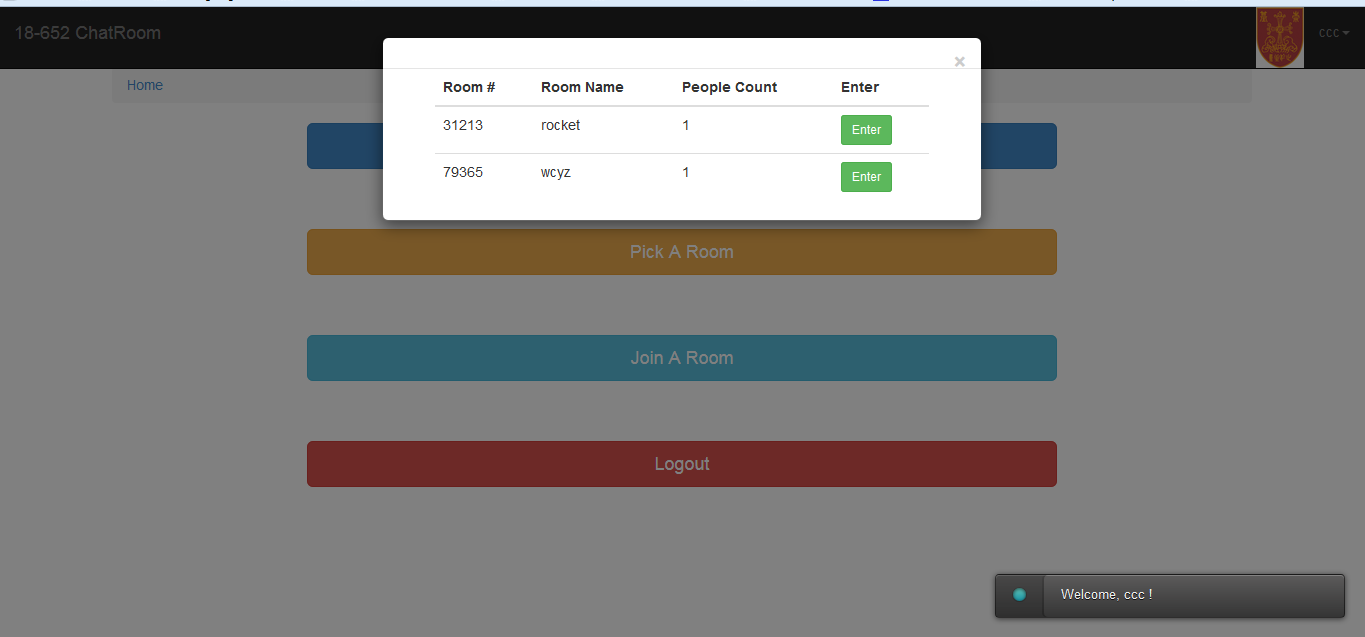 18-652 ChatRoom
ccc
×
Home
Room # Room Name People Count Enter
31213 rocket 1 Enter
79365 wcyz 1 Enter
Pick A Room
Join A Room
Logout
Welcome, ccc !